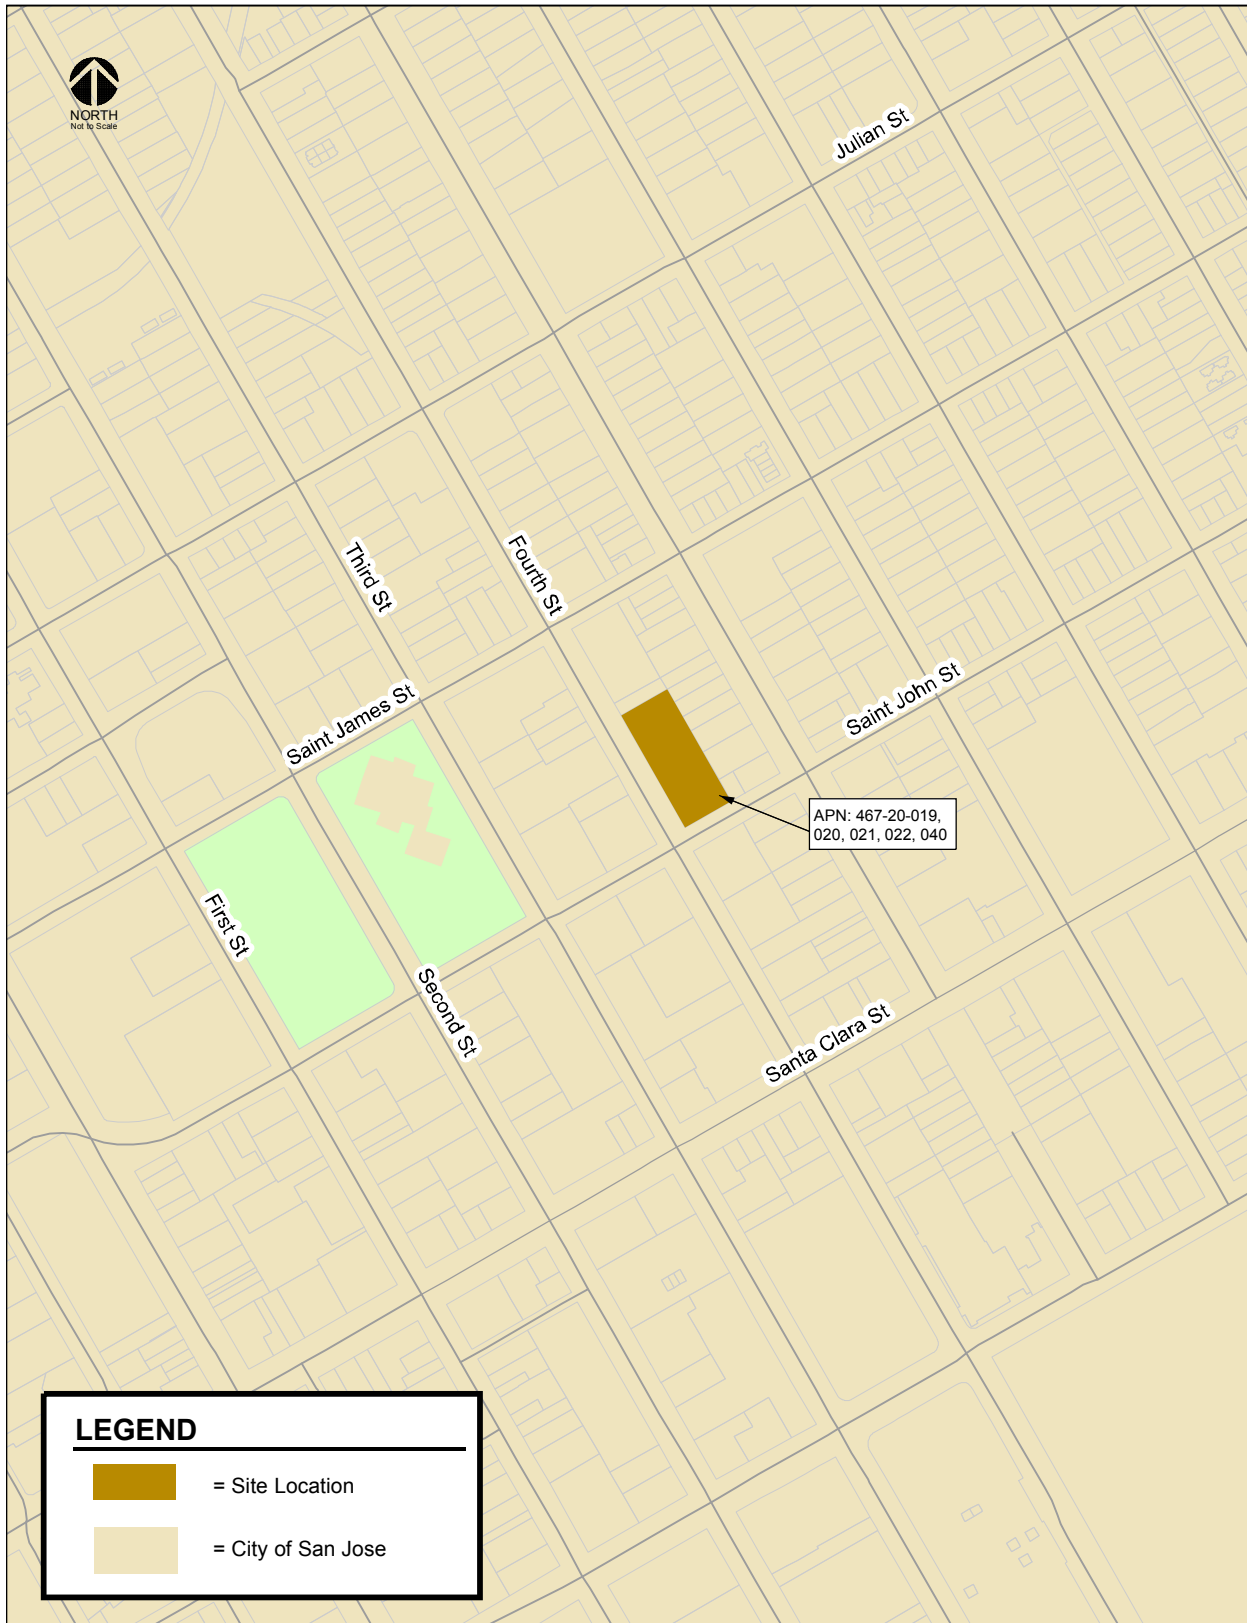 NORTH
Not to Scale
Julian St
Third St
Fourth St
Saint James St
Saint John St
APN: 467-20-019,
020, 021, 022, 040
First St
Second St
Santa Clara St
LEGEND
= Site Location
= City of San Jose